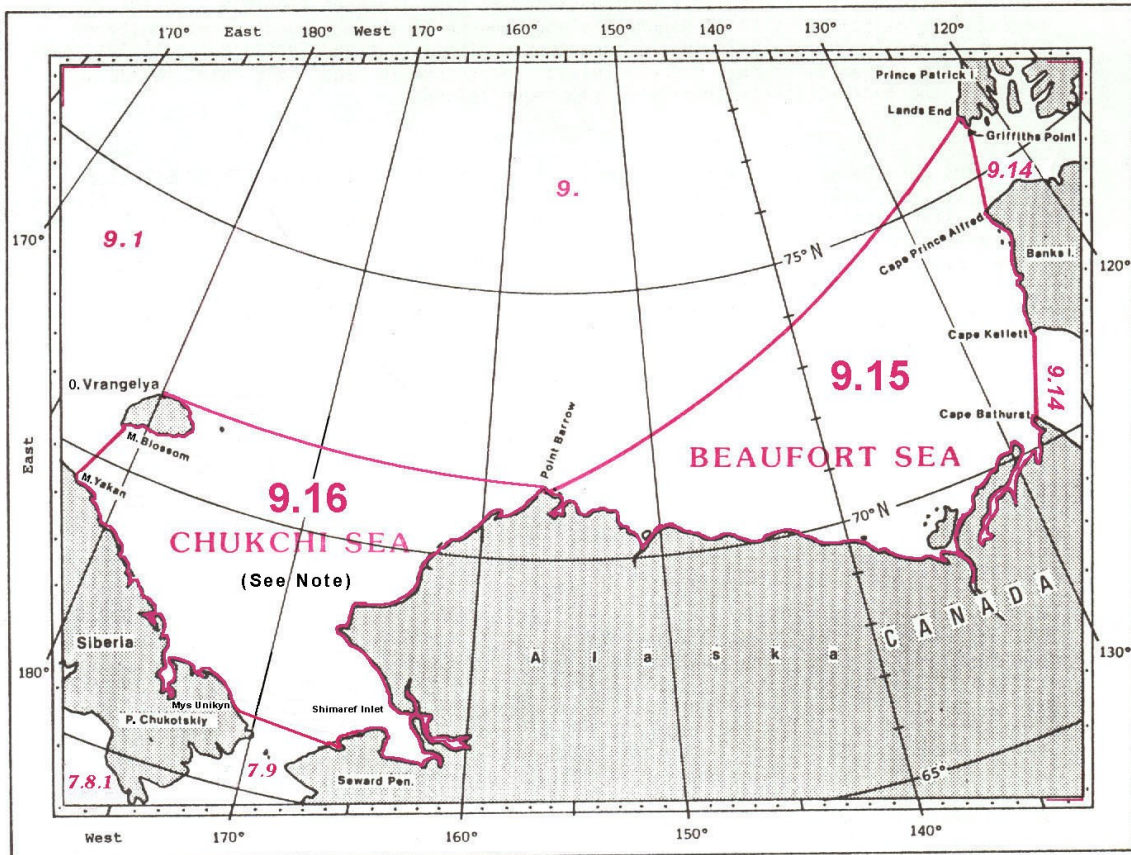 170° East 180° West 170° 160° 150° 140° 130° 120°
Prince Patrick I.
Lands End
Griffiths Point
9.14
9.
9.1
170°
75° N
Cape Prince Alfred
Banks I.
120°
Cape Kellett
0. Vrangelya
9.15
9.14
Cape Bathurst
M. Blossom
Point Barrow
East
BEAUFORT SEA
M. Yakan
9.16
CHUKCHI SEA
70° N
(See Note)
CANADA
Siberia
Alaska
130°
180°
Mys Unikyn
Shimaref Inlet
P. Chukotskiy
7.9
7.8.1
Seward Pen.
65°
West 170° 160° 150° 140°